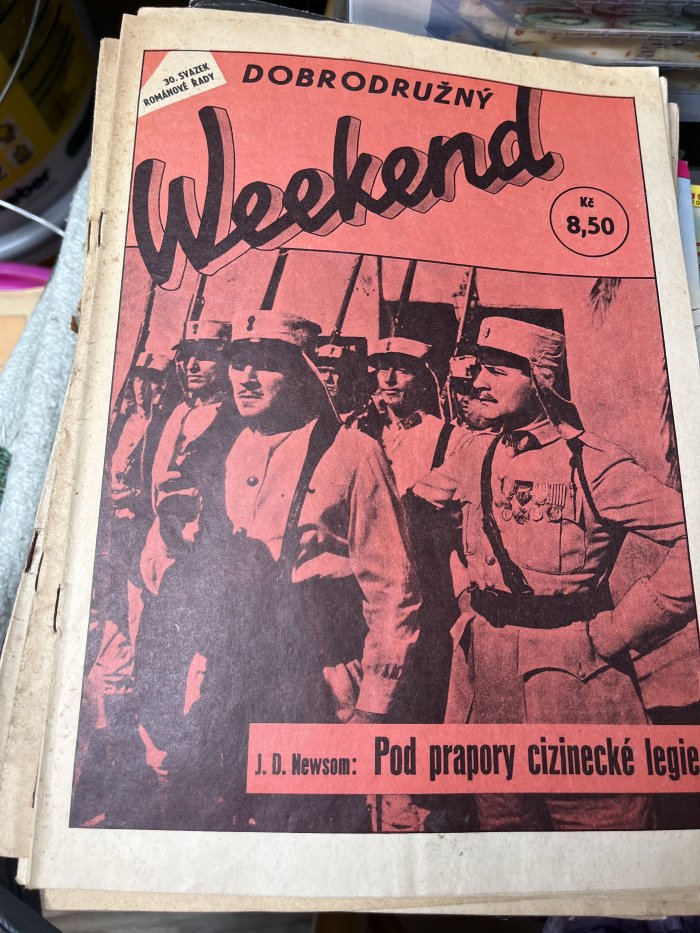 30. SVAZEK
ROMÁNOVÉ ŘADY
DOBRODRUŽNÝ
Weekend
Kč
8,50
J. D. Newsom: Pod prapory cizinecké legie